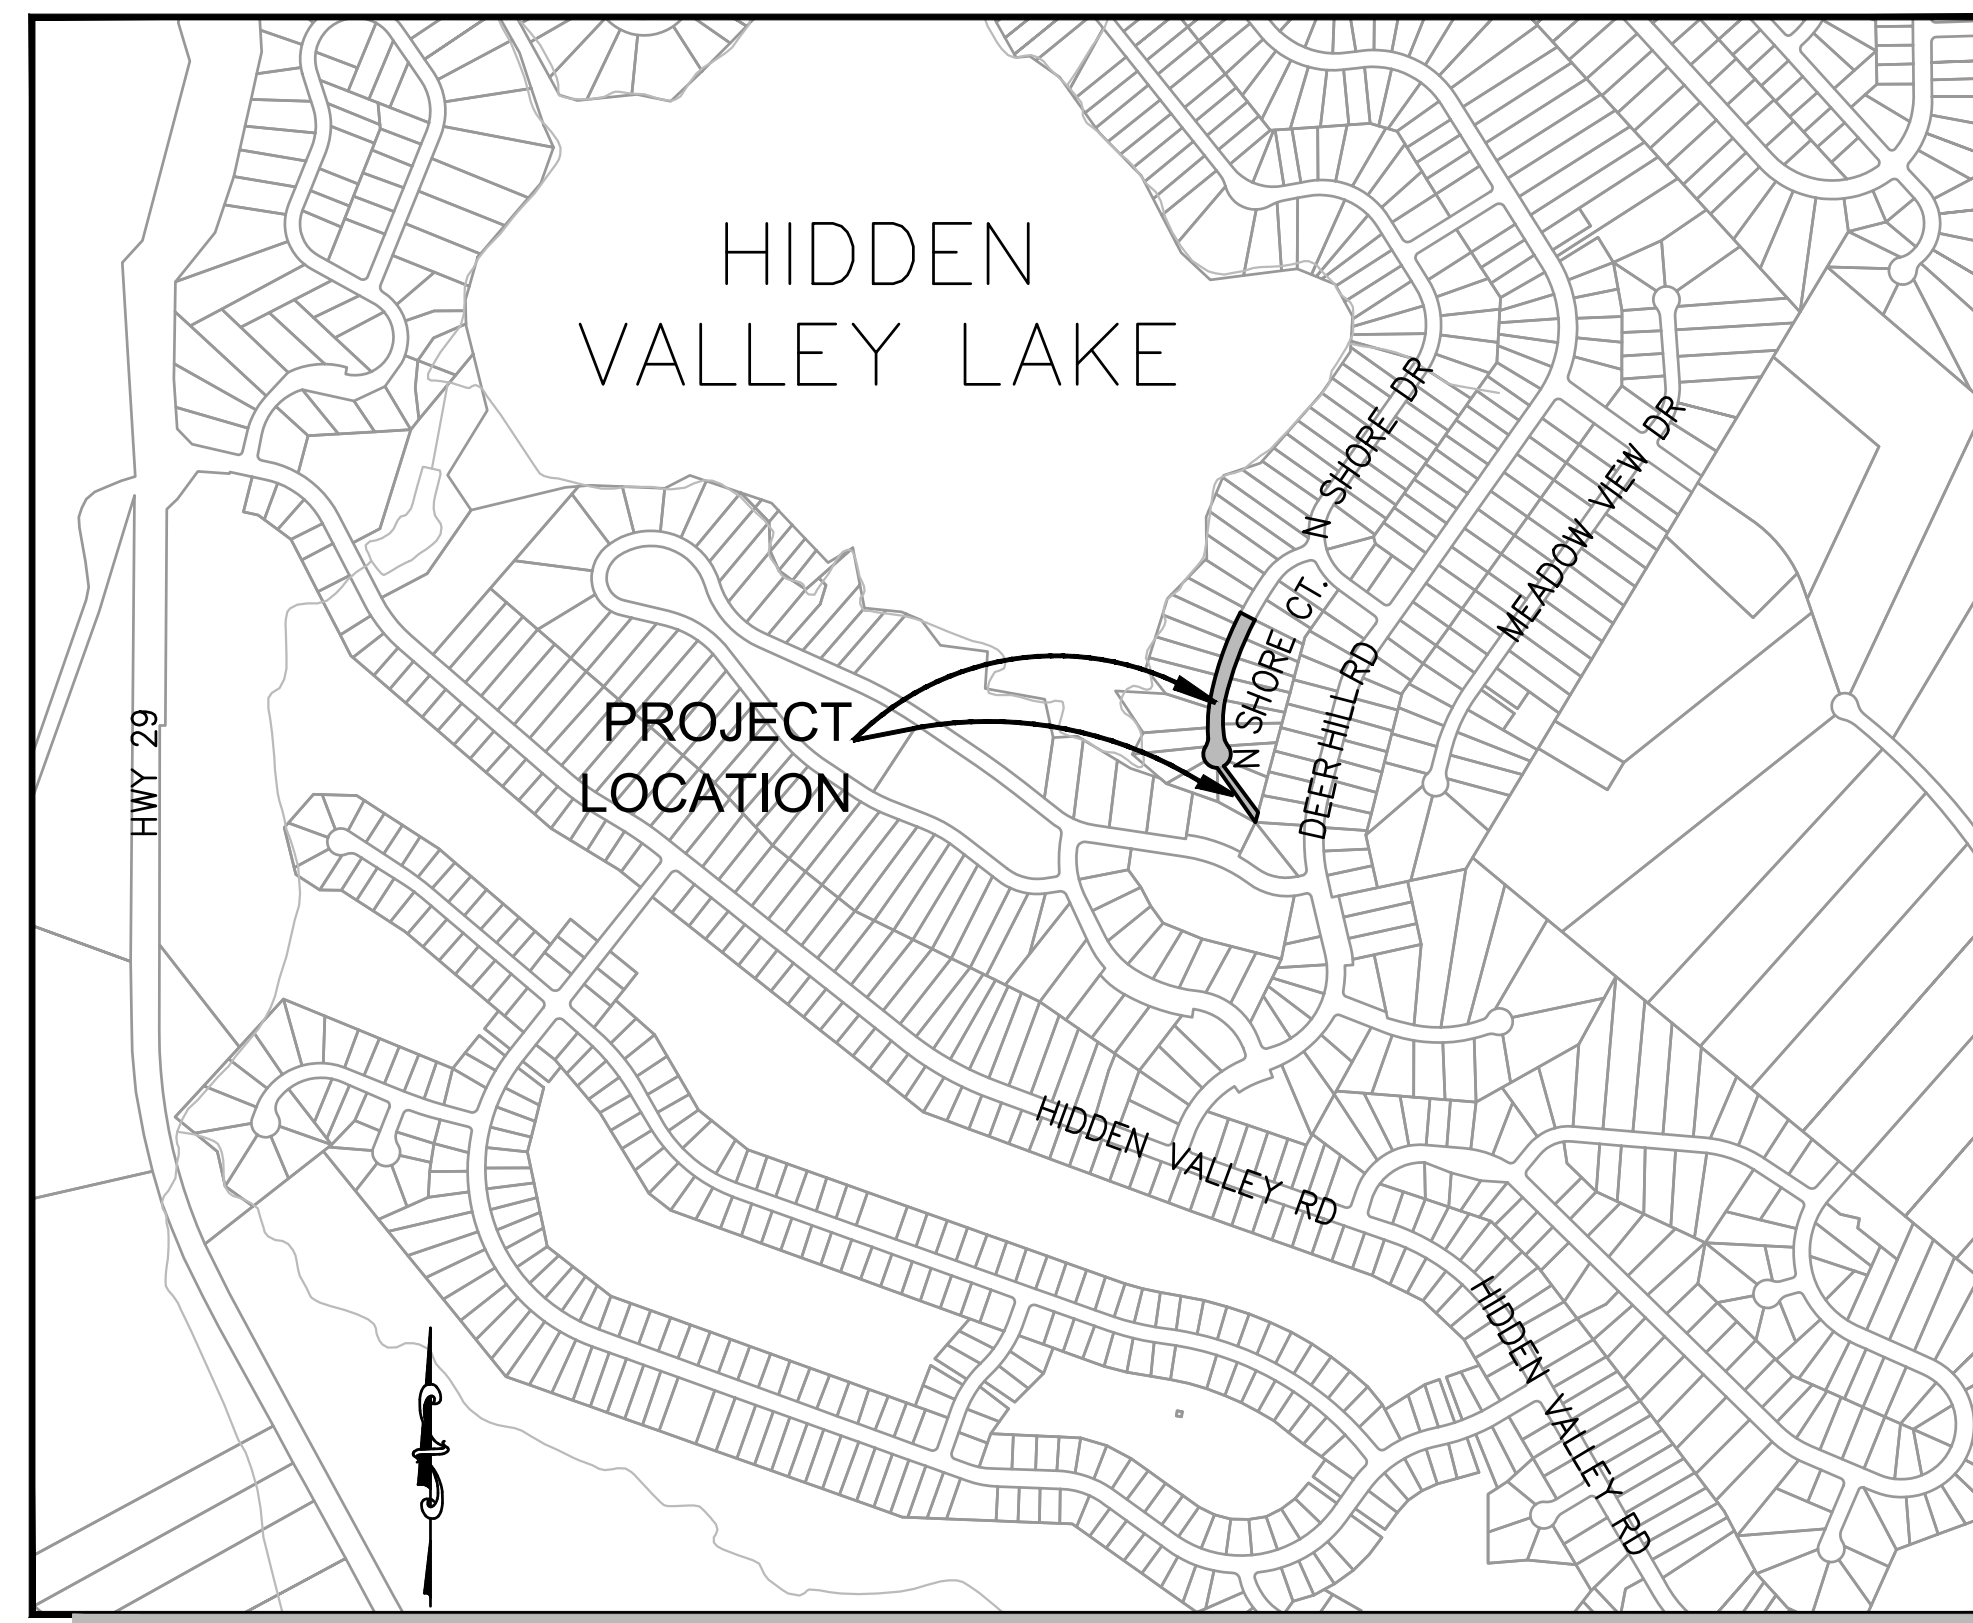 HIDDEN
VALLEY LAKE
N SHORE DR
MEADOW VIEW DR
N SHORE CT.
DEER HILL RD
PROJECT
LOCATION
HWY 29
HIDDEN VALLEY RD
HIDDEN VALLEY RD